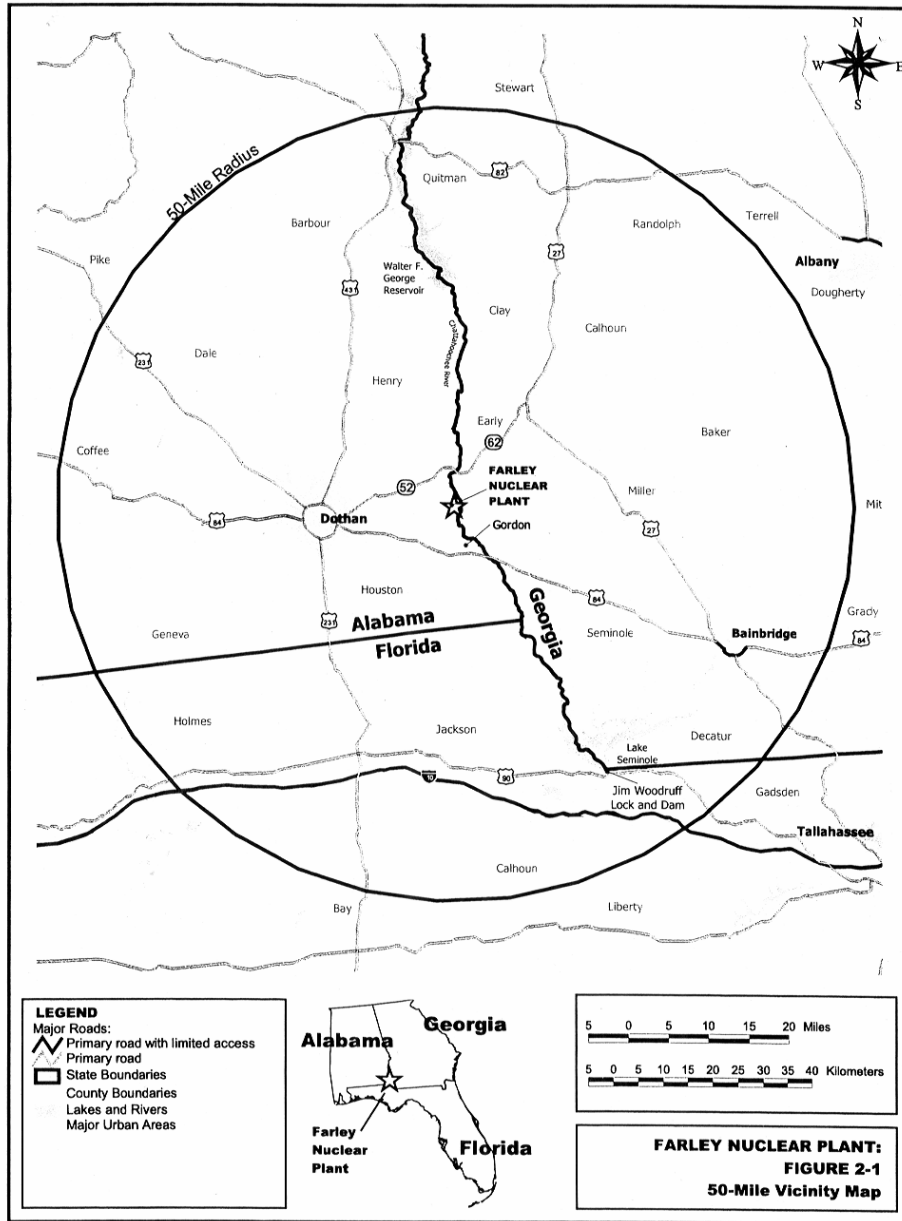 N
W
E
S
Stewart
50-Mile Radius
Quitman
82
Barbour
Randolph
Terrell
27
Pike
Walter F.
George
Reservoir
Albany
431
Dougherty
Clay
Chattahoochee River
Calhoun
231
Dale
Henry
Early
Baker
Coffee
62
FARLEY
NUCLEAR
PLANT
52
Miller
84
Dothan
Mit
Gordon
27
Houston
84
Georgia
Grady
231
Alabama
Seminole
Bainbridge
84
Geneva
Florida
Holmes
Jackson
Decatur
Lake
Seminole
10
90
Jim Woodruff
Lock and Dam
Gadsden
Tallahassee
Calhoun
Bay
Liberty
LEGEND
Major Roads:
Primary road with limited access
Primary road
State Boundaries
County Boundaries
Lakes and Rivers
Major Urban Areas
Alabama
Georgia
Farley
Nuclear
Plant
Florida
5 0 5 10 15 20 Miles
5 0 5 10 15 20 25 30 35 40 Kilometers
FARLEY NUCLEAR PLANT:
FIGURE 2-1
50-Mile Vicinity Map